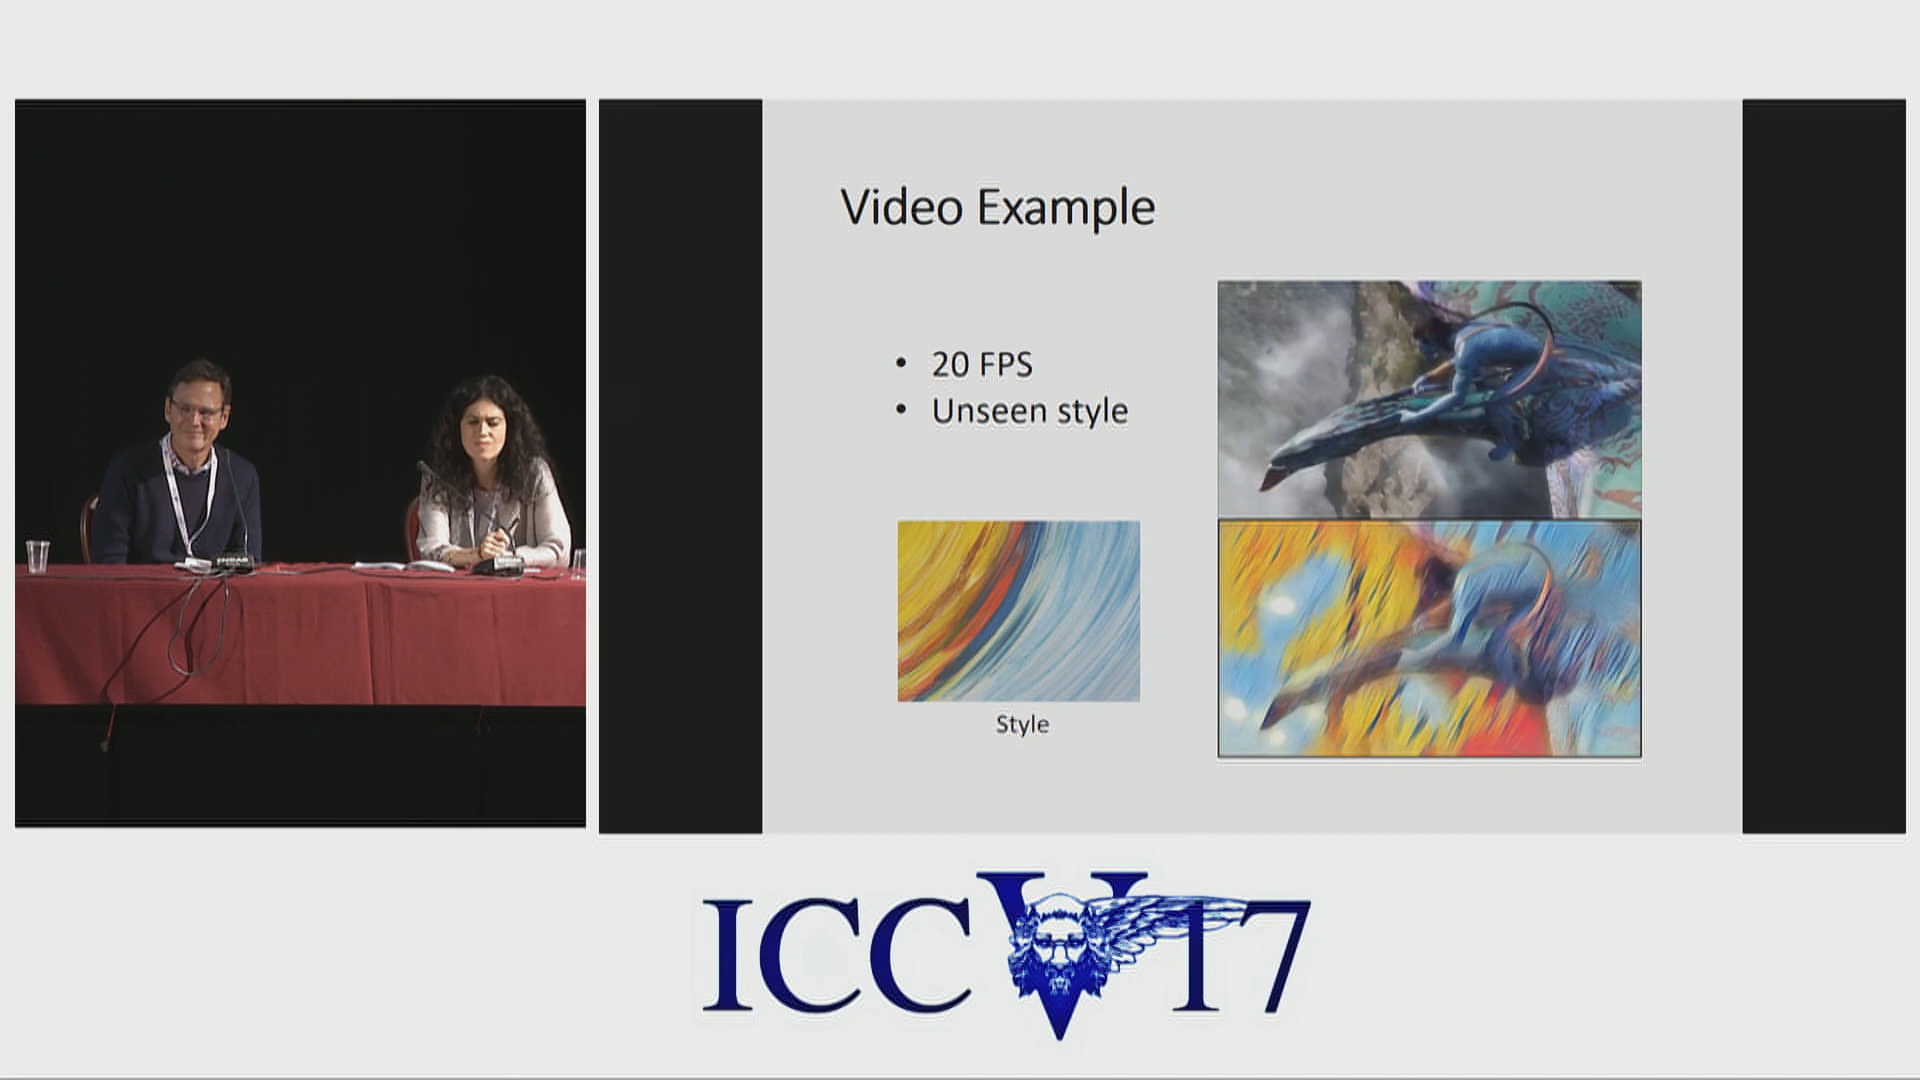 Video Example
• 20 FPS
• Unseen style
Style
ICCV17